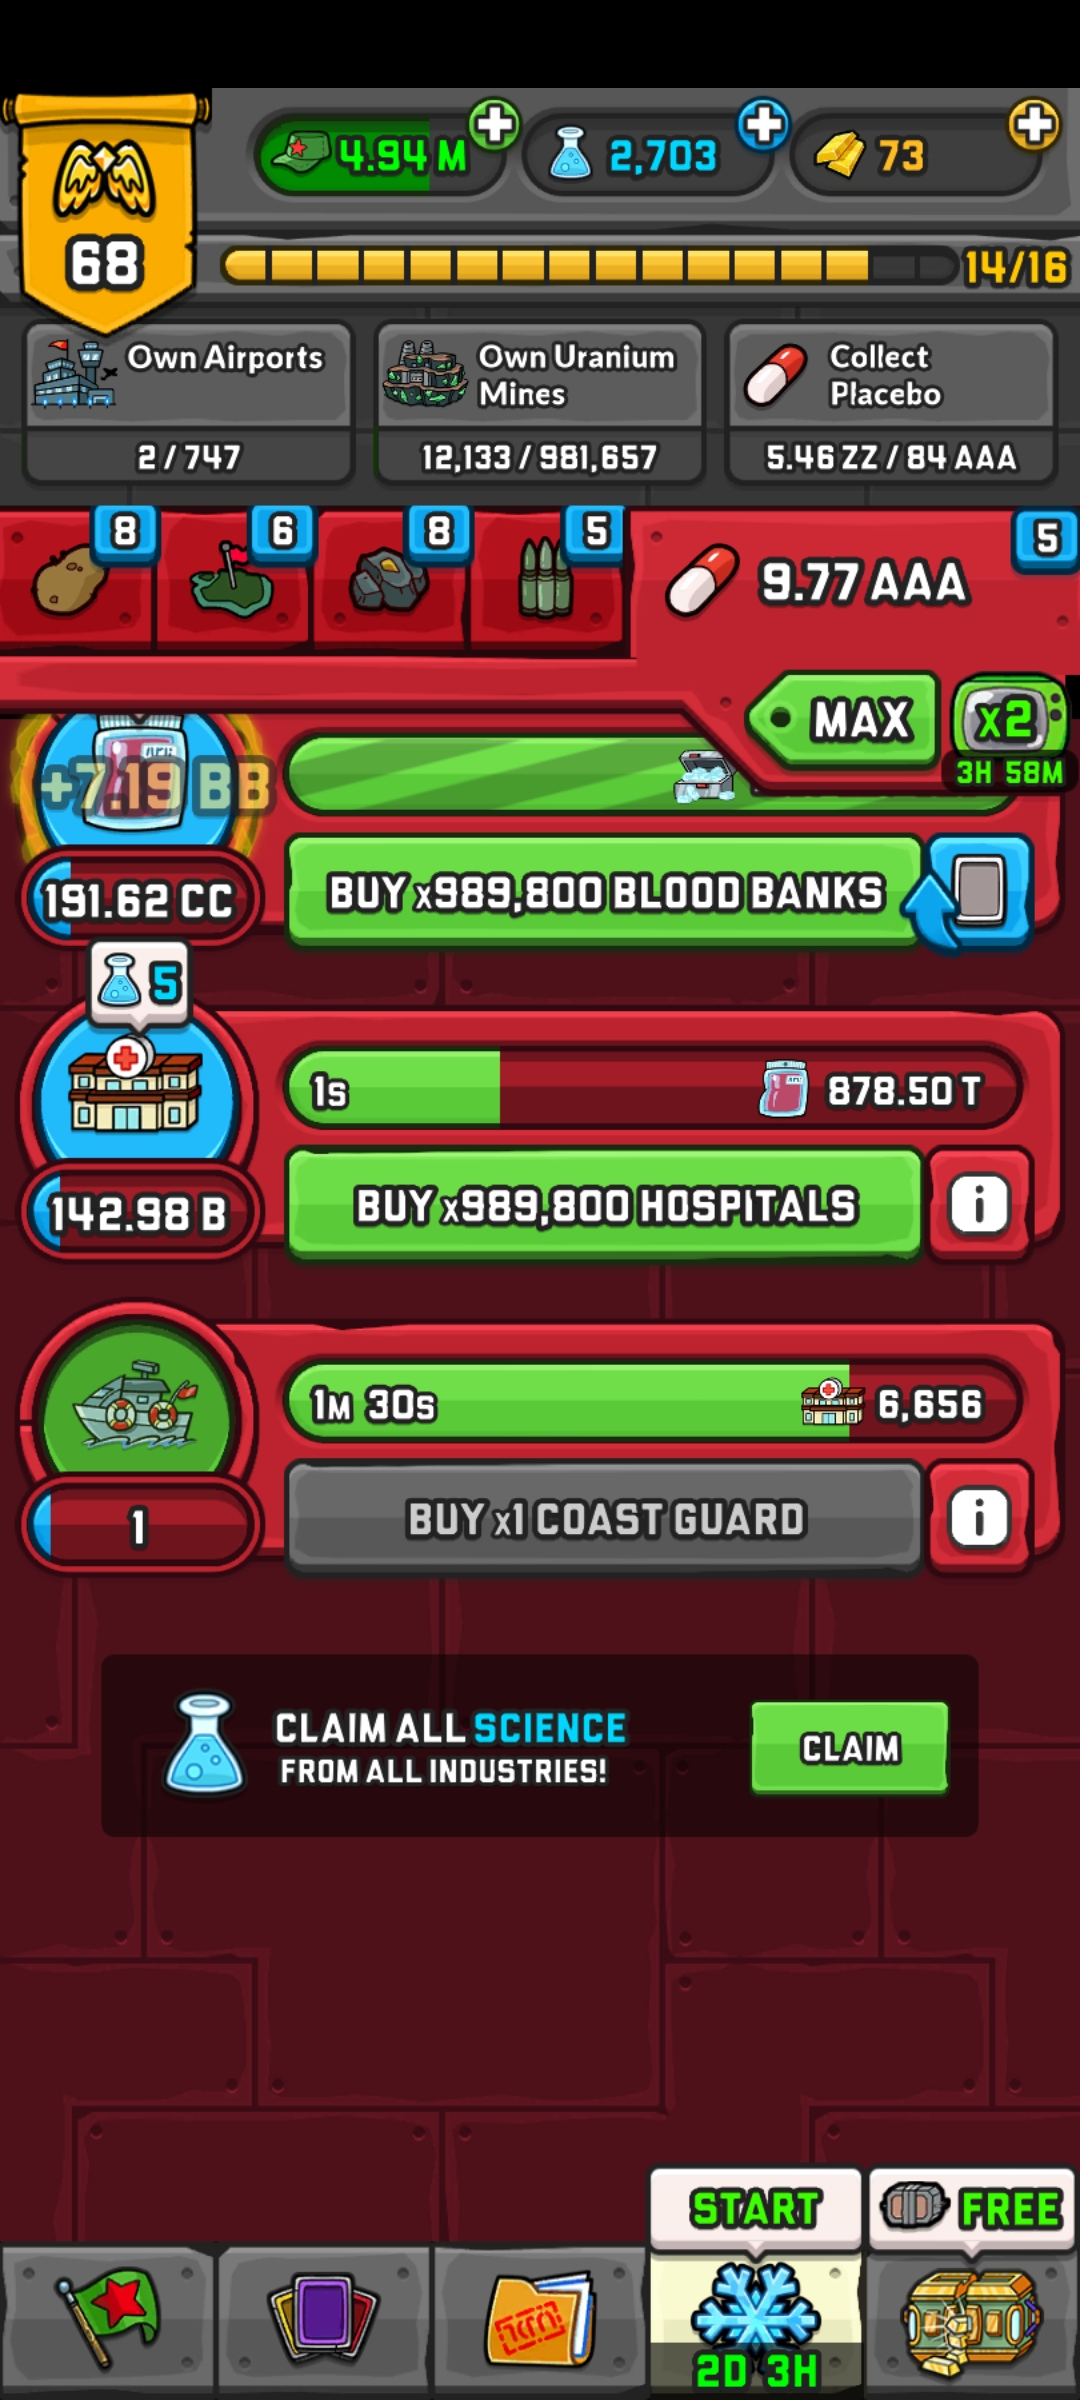 4.94 M
2,703
73
68
14/16
Own Airports
2 / 747
Own Uranium
Mines
12,133 / 981,657
Collect
Placebo
5.46 ZZ / 84 AAA
8
6
8
5
9.77 AAA
5
MAX
x2
3H 58M
+7.19 BB
191.62 CC
BUY x989,800 BLOOD BANKS
5
1s
878.50 T
142.98 B
BUY x989,800 HOSPITALS
i
1M 30s
6,656
1
BUY x1 COAST GUARD
i
CLAIM ALL SCIENCE
FROM ALL INDUSTRIES!
CLAIM
START
FREE
2D 3H